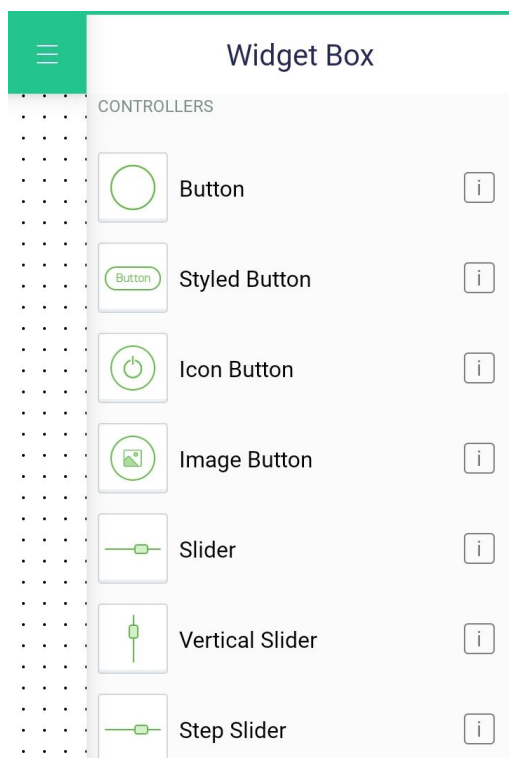 Widget Box
CONTROLLERS
Button
i
Button
Styled Button
i
Icon Button
i
Image Button
i
Slider
i
Vertical Slider
i
Step Slider
i